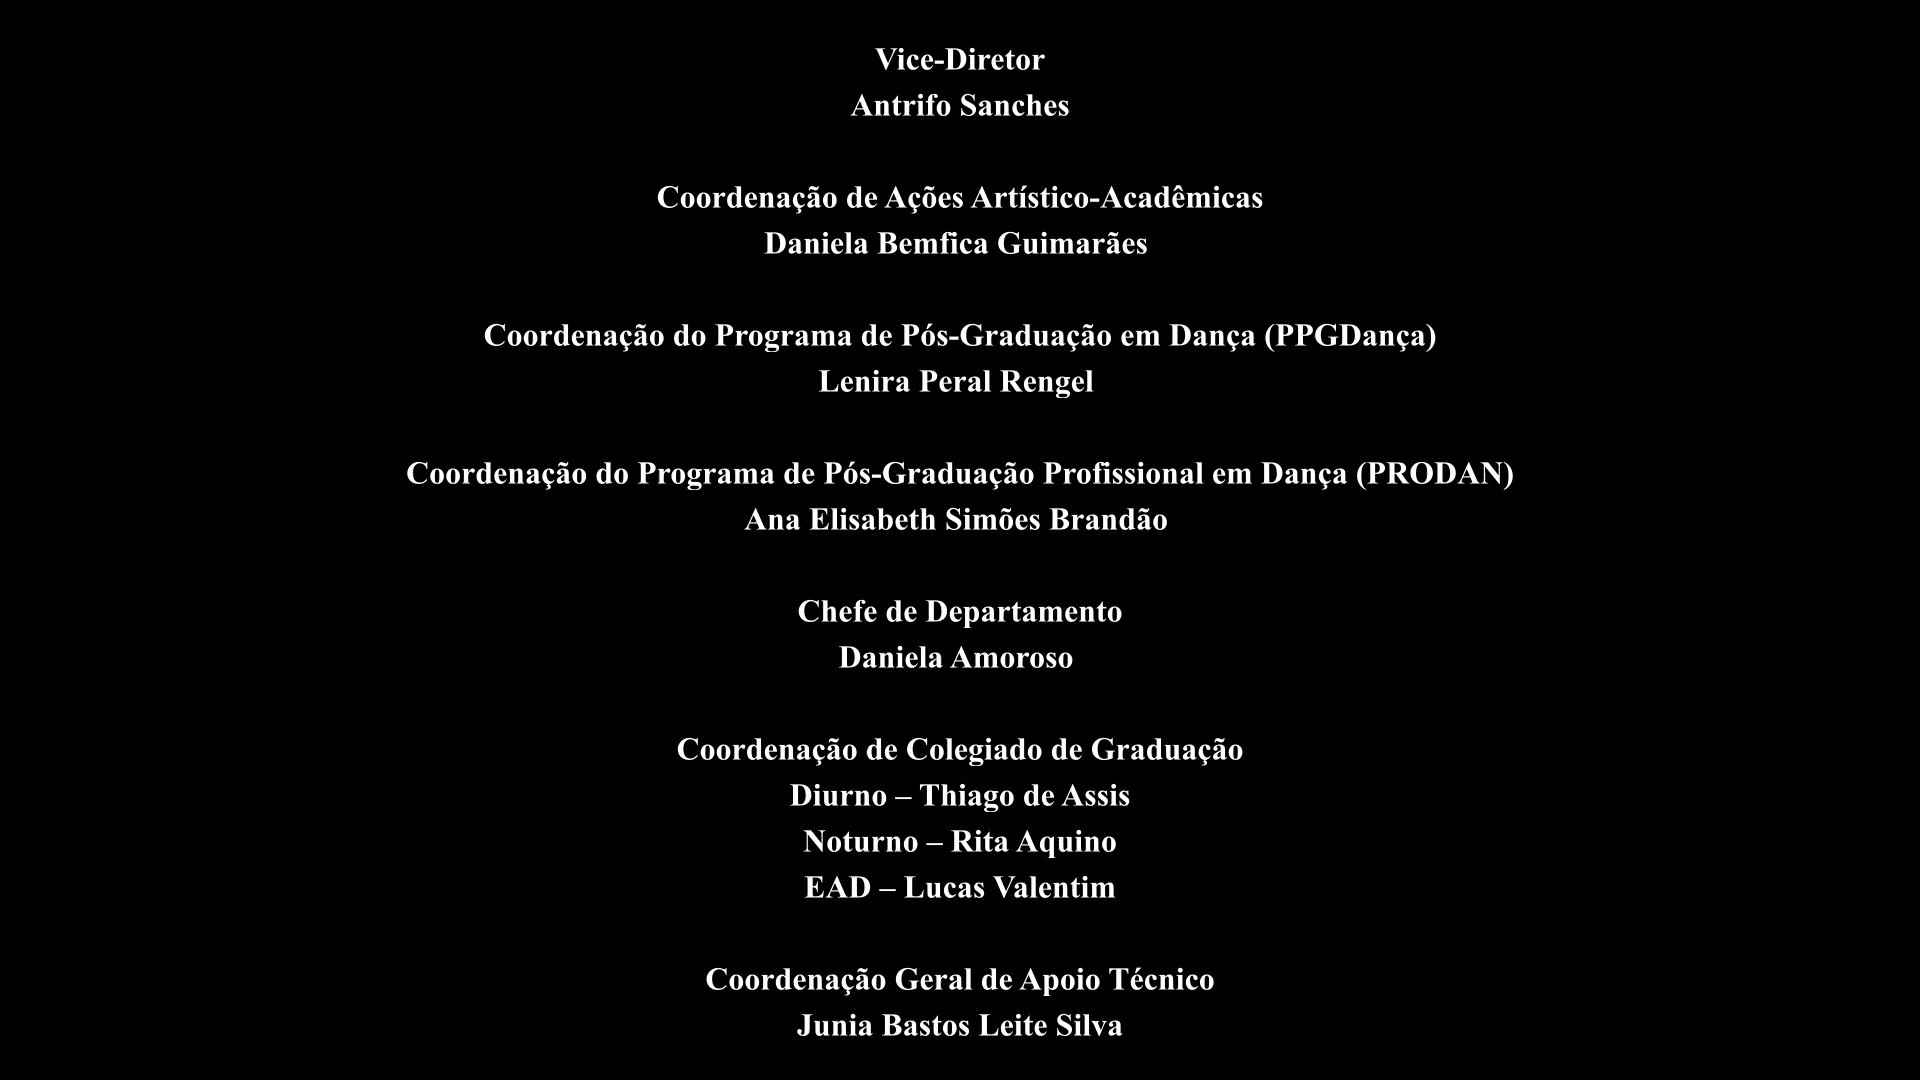 Vice-Diretor
Antrifo Sanches
Coordenação de Ações Artístico-Acadêmicas
Daniela Bemfica Guimarães
Coordenação do Programa de Pós-Graduação em Dança (PPGDança)
Lenira Peral Rengel
Coordenação do Programa de Pós-Graduação Profissional em Dança (PRODAN)
Ana Elisabeth Simões Brandão
Chefe de Departamento
Daniela Amoroso
Coordenação de Colegiado de Graduação
Diurno – Thiago de Assis
Noturno – Rita Aquino
EAD – Lucas Valentim
Coordenação Geral de Apoio Técnico
Junia Bastos Leite Silva